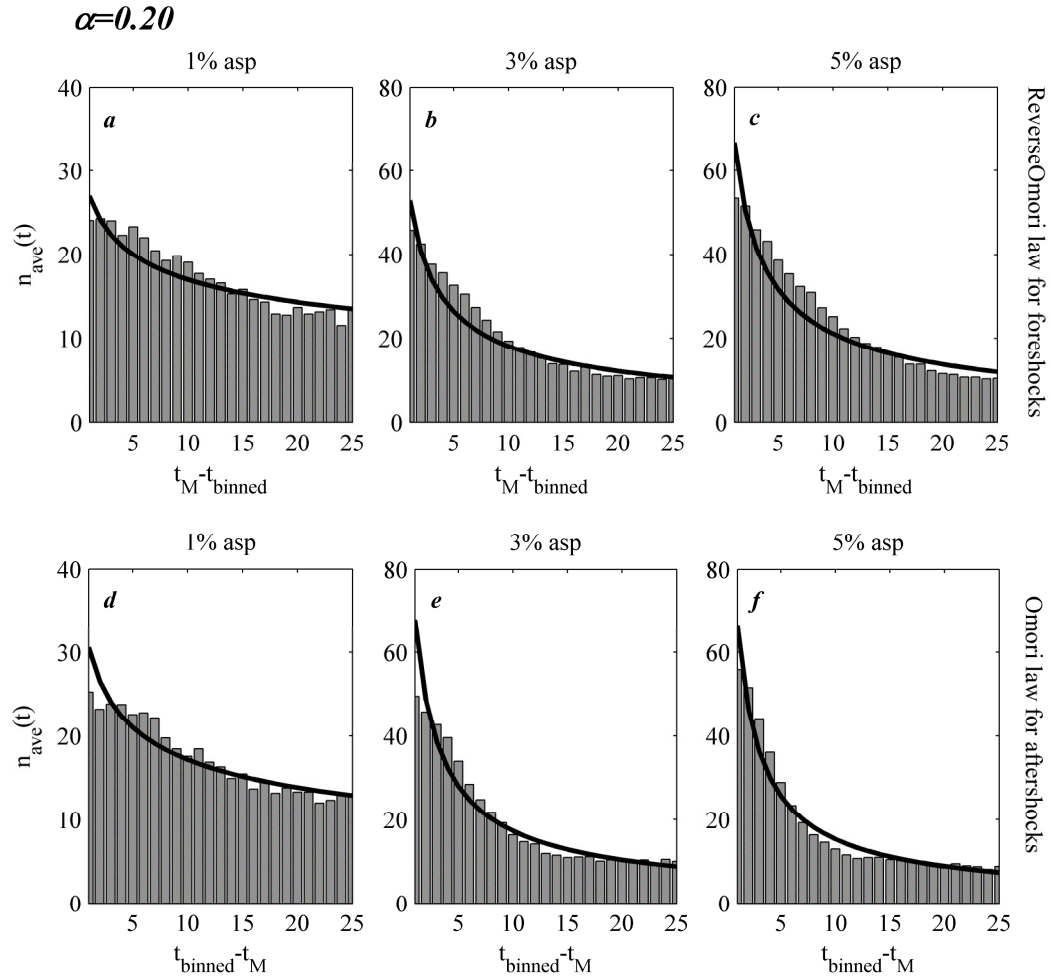 α=0.20
1% asp
3% asp
5% asp
40
30
20
10
0
a
80
60
40
20
0
b
80
60
40
20
0
c
n_ave(t)
5 10 15 20 25
5 10 15 20 25
5 10 15 20 25
t_M-t_binned
t_M-t_binned
t_M-t_binned
ReverseOmori law for foreshocks
1% asp
3% asp
5% asp
40
30
20
10
0
d
80
60
40
20
0
e
80
60
40
20
0
f
n_ave(t)
5 10 15 20 25
5 10 15 20 25
5 10 15 20 25
t_binned-t_M
t_binned-t_M
t_binned-t_M
Omori law for aftershocks